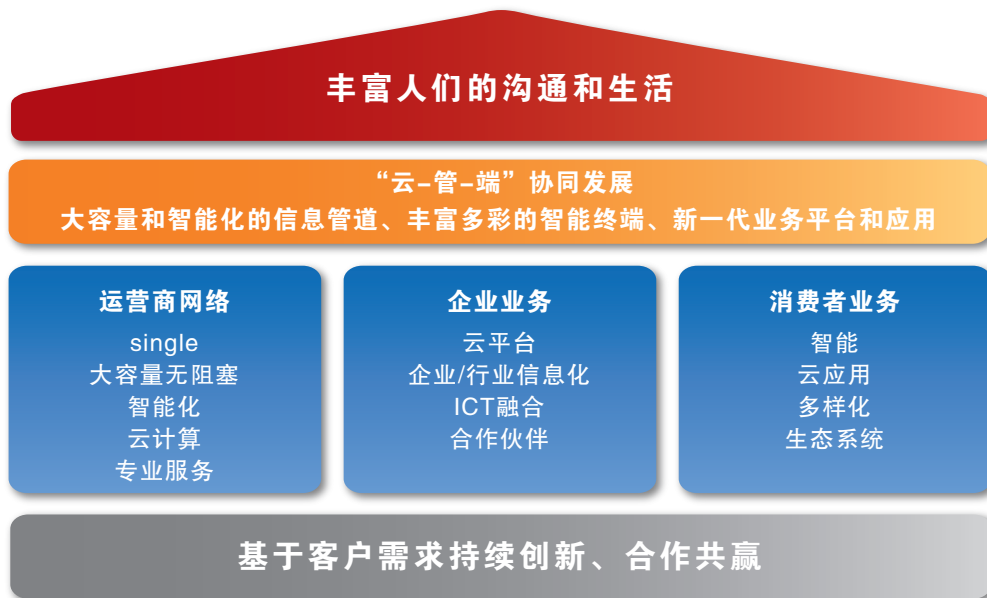 丰富人们的沟通和生活
“云-管-端”协同发展
大容量和智能化的信息管道、丰富多彩的智能终端、新一代业务平台和应用
运营商网络
single
大容量无阻塞
智能化
云计算
专业服务
企业业务
云平台
企业/行业信息化
ICT融合
合作伙伴
消费者业务
智能
云应用
多样化
生态系统
基于客户需求持续创新、合作共赢